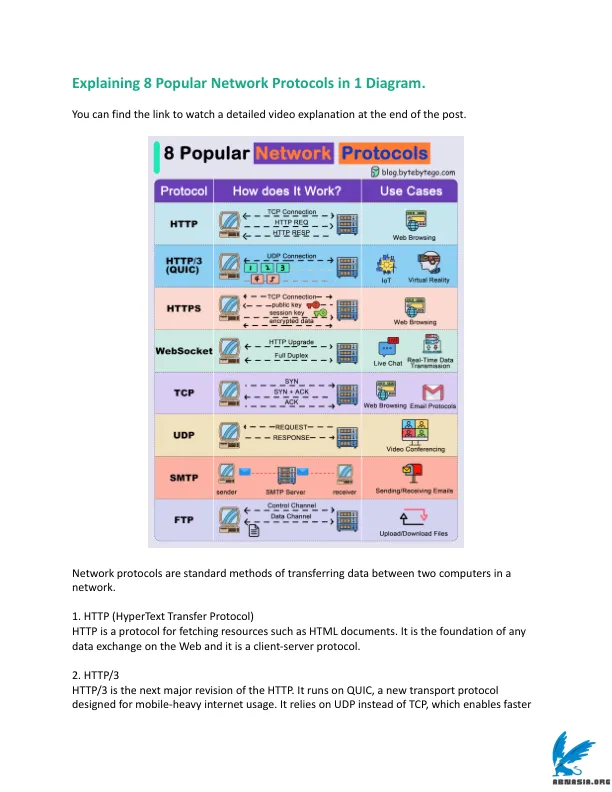 Explaining 8 Popular Network Protocols in 1 Diagram.
You can find the link to watch a detailed video explanation at the end of the post.
8 Popular Network Protocols
blog.bytebytego.com
Protocol How does It Work? Use Cases
HTTP
TCP Connection
HTTP REQ
HTTP RESP
Web Browsing
HTTP/3
(QUIC)
UDP Connection
1 2 3
4 5
IoT Virtual Reality
HTTPS
TCP Connection
public key
session key
encrypted data
Web Browsing
WebSocket
HTTP Upgrade
Full Duplex
Live Chat
Real-Time Data
Transmission
TCP
SYN
SYN + ACK
ACK
Web Browsing Email Protocols
UDP
REQUEST
RESPONSE
Video Conferencing
SMTP
sender SMTP Server receiver
Sending/Receiving Emails
FTP
Control Channel
Data Channel
Upload/Download Files
Network protocols are standard methods of transferring data between two computers in a
network.
1. HTTP (HyperText Transfer Protocol)
HTTP is a protocol for fetching resources such as HTML documents. It is the foundation of any
data exchange on the Web and it is a client-server protocol.
2. HTTP/3
HTTP/3 is the next major revision of the HTTP. It runs on QUIC, a new transport protocol
designed for mobile-heavy internet usage. It relies on UDP instead of TCP, which enables faster
ABNASIA.ORG